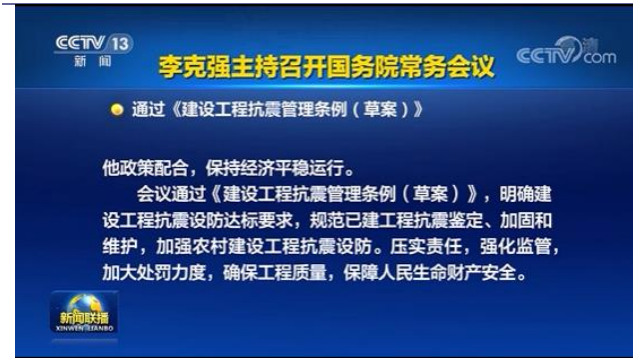 CCTV 13
新闻
李克强主持召开国务院常务会议
CCTV.com
通过《建设工程抗震管理条例（草案）》
他政策配合，保持经济平稳运行。
会议通过《建设工程抗震管理条例（草案）》，明确建
设工程抗震设防达标要求，规范已建工程抗震鉴定、加固和
维护，加强农村建设工程抗震设防。压实责任，强化监管，
加大处罚力度，确保工程质量，保障人民生命财产安全。
新闻联播
XINWEN LIANBO